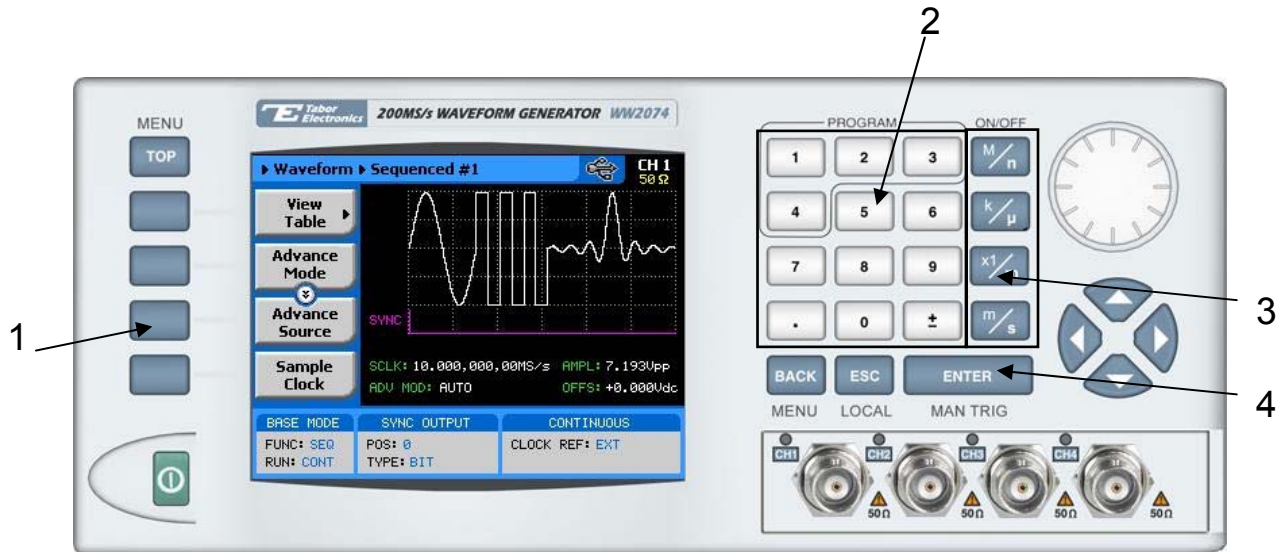 2
Tabor Electronics 200MS/s WAVEFORM GENERATOR WW2074
MENU
TOP
Waveform Sequenced #1
CH 1
50 Ω
View Table
Advance Mode
Advance Source
Sample Clock
SYNC
SCLK: 10.000,000,00MS/s AMPL: 7.193Vpp
ADV MOD: AUTO OFFS: +0.000Vdc
BASE MODE SYNC OUTPUT CONTINUOUS
FUNC: SEQ POS: 0 CLOCK REF: EXT
RUN: CONT TYPE: BIT
PROGRAM ON/OFF
1 2 3 M/n
4 5 6 k/µ
7 8 9 x1/
. 0 ± m/s
BACK ESC ENTER
MENU LOCAL MAN TRIG
CH1 CH2 CH3 CH4
50Ω 50Ω 50Ω 50Ω
1
3
4